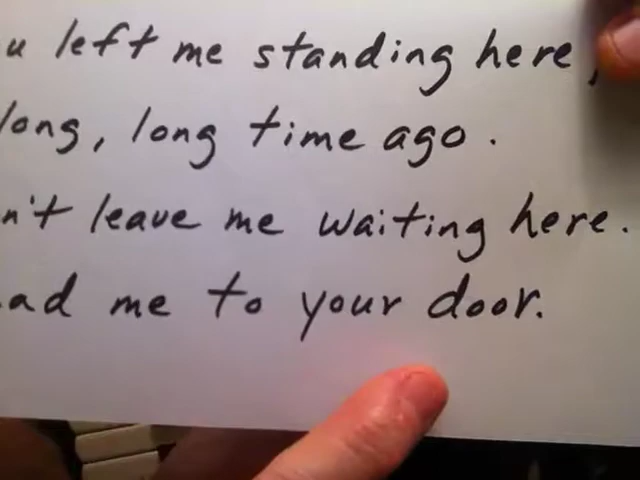 u left me standing here,
long, long time ago.
n't leave me waiting here.
ad me to your door.